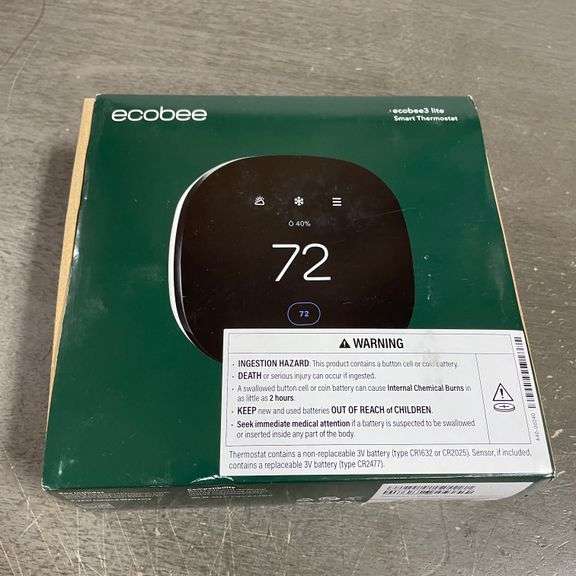 ecobee
ecobee3 lite
Smart Thermostat
40%
72
72
WARNING
- INGESTION HAZARD. This product contains a button cell or coin battery.
- DEATH or serious injury can occur if ingested.
- A swallowed button cell or coin battery can cause Internal Chemical Burns in
as little as 2 hours.
- KEEP new and used batteries OUT OF REACH of CHILDREN.
- Seek immediate medical attention if a battery is suspected to be swallowed
or inserted inside any part of the body.
Thermostat contains a non-replaceable 3V battery (type CR1632 or CR2025). Sensor, if included,
contains a replaceable 3V battery (type CR2477).